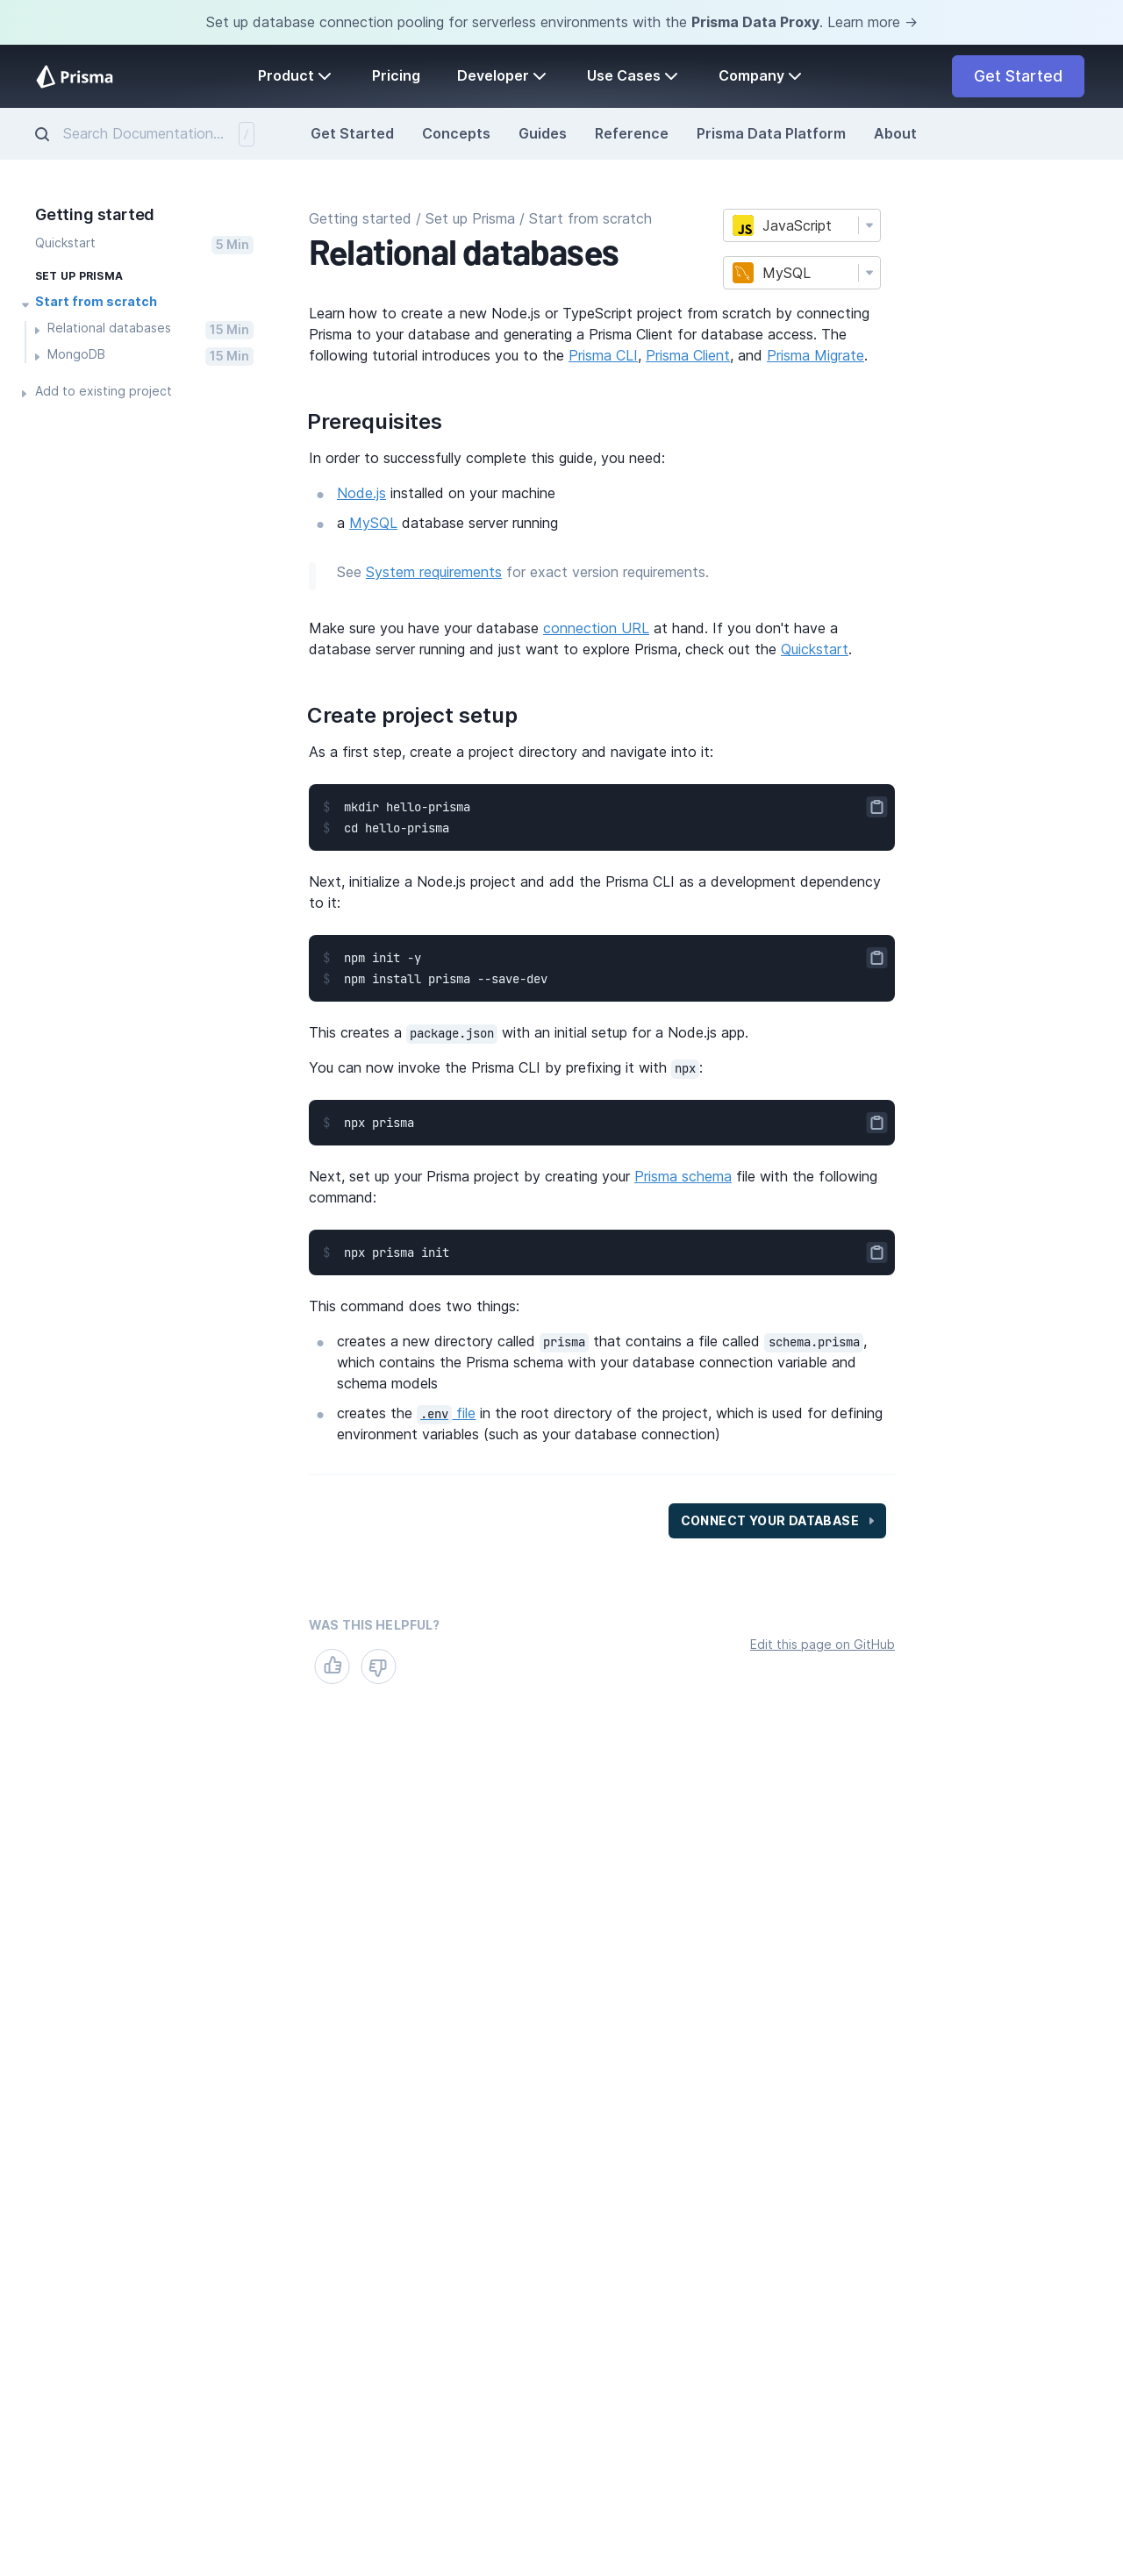 Set up database connection pooling for serverless environments with the Prisma Data Proxy. Learn more →
Prisma
Product
Pricing
Developer
Use Cases
Company
Get Started
Search Documentation...
/
Get Started
Concepts
Guides
Reference
Prisma Data Platform
About
Getting started
Quickstart
5 Min
SET UP PRISMA
Start from scratch
Relational databases
15 Min
MongoDB
15 Min
Add to existing project
Getting started / Set up Prisma / Start from scratch
Relational databases
JS JavaScript
MySQL
Learn how to create a new Node.js or TypeScript project from scratch by connecting
Prisma to your database and generating a Prisma Client for database access. The
following tutorial introduces you to the Prisma CLI, Prisma Client, and Prisma Migrate.
Prerequisites
In order to successfully complete this guide, you need:
Node.js installed on your machine
a MySQL database server running
See System requirements for exact version requirements.
Make sure you have your database connection URL at hand. If you don't have a
database server running and just want to explore Prisma, check out the Quickstart.
Create project setup
As a first step, create a project directory and navigate into it:
$ mkdir hello-prisma
$ cd hello-prisma
Next, initialize a Node.js project and add the Prisma CLI as a development dependency
to it:
$ npm init -y
$ npm install prisma --save-dev
This creates a package.json with an initial setup for a Node.js app.
You can now invoke the Prisma CLI by prefixing it with npx:
$ npx prisma
Next, set up your Prisma project by creating your Prisma schema file with the following
command:
$ npx prisma init
This command does two things:
creates a new directory called prisma that contains a file called schema.prisma,
which contains the Prisma schema with your database connection variable and
schema models
creates the .env file in the root directory of the project, which is used for defining
environment variables (such as your database connection)
CONNECT YOUR DATABASE
WAS THIS HELPFUL?
Edit this page on GitHub